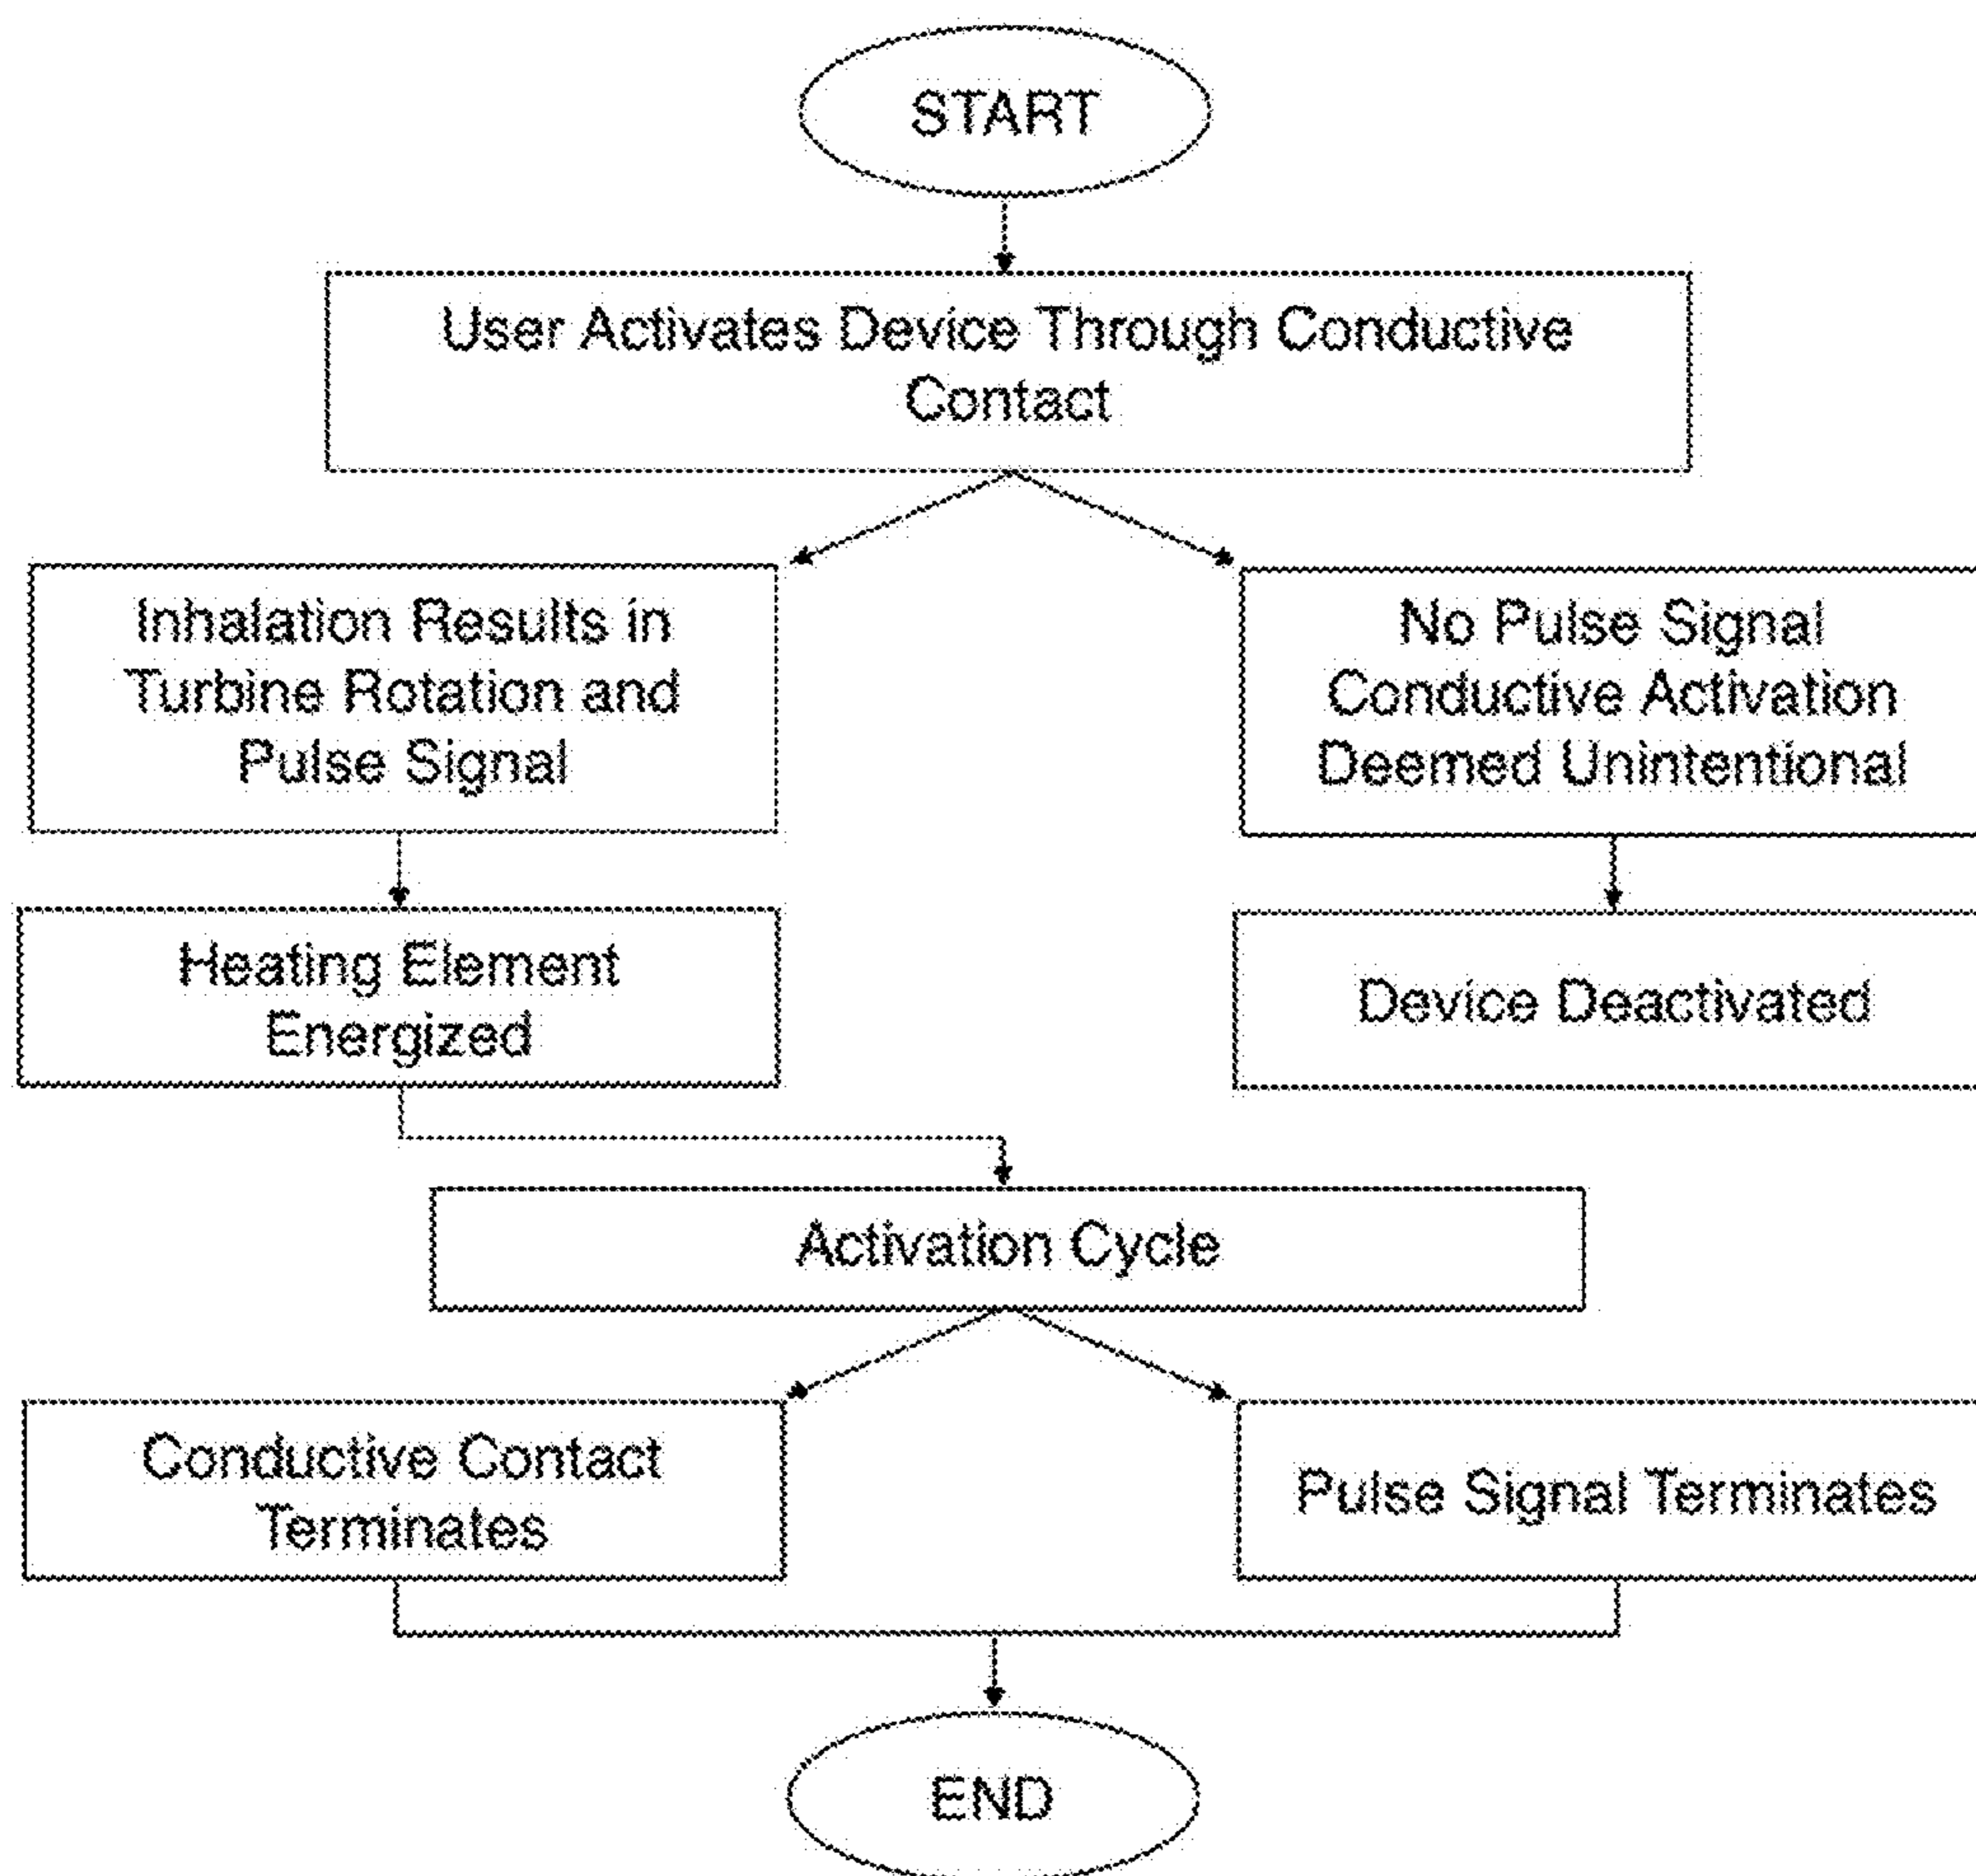 START
User Activates Device Through Conductive
Contact
Inhalation Results in
Turbine Rotation and
Pulse Signal
No Pulse Signal
Conductive Activation
Deemed Unintentional
Heating Element
Energized
Device Deactivated
Activation Cycle
Conductive Contact
Terminates
Pulse Signal Terminates
END